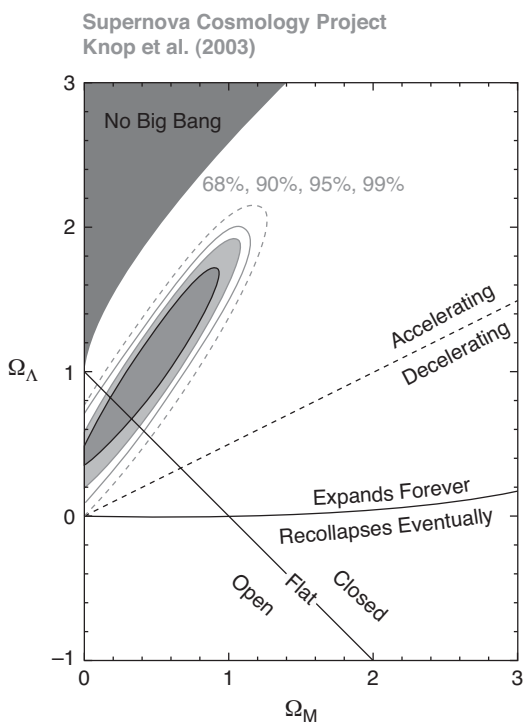 Supernova Cosmology Project
Knop et al. (2003)
3
No Big Bang
68%, 90%, 95%, 99%
2
Accelerating
Decelerating
Ω_Λ
1
Expands Forever
0
Recollapses Eventually
Open
Flat
Closed
–1
0
1
2
3
Ω_M